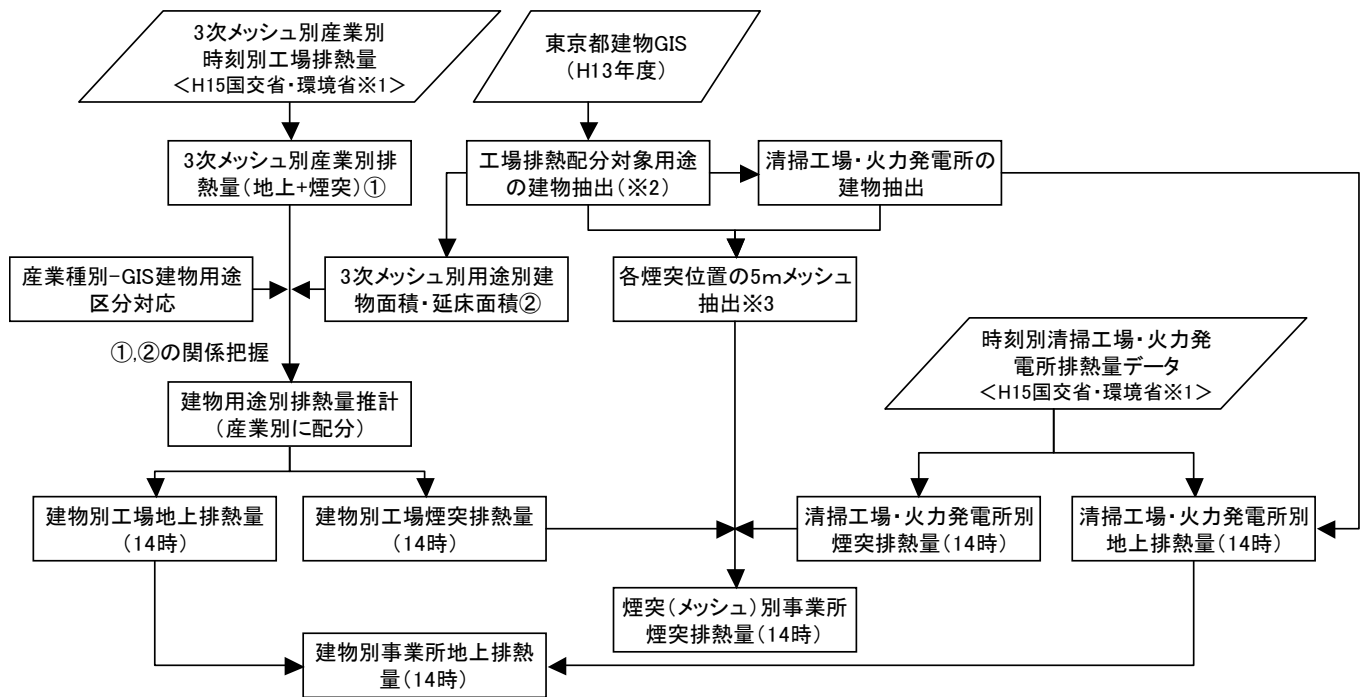 3次メッシュ別産業別
時刻別工場排熱量
<H15国交省・環境省※1>
東京都建物GIS
(H13年度)
3次メッシュ別産業別排
熱量(地上+煙突)①
工場排熱配分対象用途
の建物抽出(※2)
清掃工場・火力発電所の
建物抽出
産業種別-GIS建物用途
区分対応
3次メッシュ別用途別建
物面積・延床面積②
各煙突位置の5mメッシュ
抽出※3
①,②の関係把握
時刻別清掃工場・火力発
電所排熱量データ
<H15国交省・環境省※1>
建物用途別排熱量推計
(産業別に配分)
建物別工場地上排熱量
(14時)
建物別工場煙突排熱量
(14時)
清掃工場・火力発電所別
煙突排熱量(14時)
清掃工場・火力発電所別
地上排熱量(14時)
煙突(メッシュ)別事業所
煙突排熱量(14時)
建物別事業所地上排熱
量(14時)